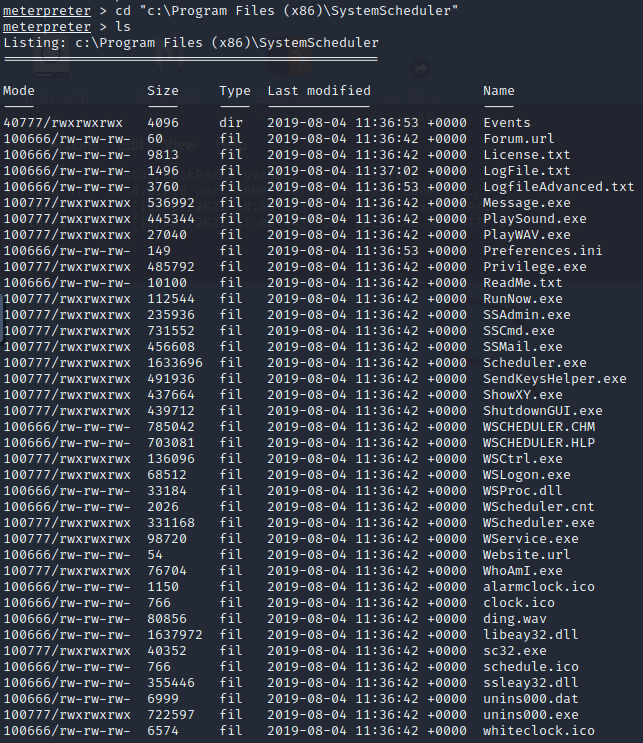 meterpreter > cd "c:\Program Files (x86)\SystemScheduler"
meterpreter > ls
Listing: c:\Program Files (x86)\SystemScheduler
===============================================
Mode Size Type Last modified Name
---- ---- ---- ------------- ----
40777/rwxrwxrwx 4096 dir 2019-08-04 11:36:53 +0000 Events
100666/rw-rw-rw- 60 fil 2019-08-04 11:36:42 +0000 Forum.url
100666/rw-rw-rw- 9813 fil 2019-08-04 11:36:42 +0000 License.txt
100666/rw-rw-rw- 1496 fil 2019-08-04 11:37:02 +0000 LogFile.txt
100666/rw-rw-rw- 3760 fil 2019-08-04 11:36:53 +0000 LogfileAdvanced.txt
100777/rwxrwxrwx 536992 fil 2019-08-04 11:36:42 +0000 Message.exe
100777/rwxrwxrwx 445344 fil 2019-08-04 11:36:42 +0000 PlaySound.exe
100777/rwxrwxrwx 27040 fil 2019-08-04 11:36:42 +0000 PlayWAV.exe
100666/rw-rw-rw- 149 fil 2019-08-04 11:36:53 +0000 Preferences.ini
100777/rwxrwxrwx 485792 fil 2019-08-04 11:36:42 +0000 Privilege.exe
100666/rw-rw-rw- 10100 fil 2019-08-04 11:36:42 +0000 ReadMe.txt
100777/rwxrwxrwx 112544 fil 2019-08-04 11:36:42 +0000 RunNow.exe
100777/rwxrwxrwx 235936 fil 2019-08-04 11:36:42 +0000 SSAdmin.exe
100777/rwxrwxrwx 731552 fil 2019-08-04 11:36:42 +0000 SSCmd.exe
100777/rwxrwxrwx 456608 fil 2019-08-04 11:36:42 +0000 SSMail.exe
100777/rwxrwxrwx 1633696 fil 2019-08-04 11:36:42 +0000 Scheduler.exe
100777/rwxrwxrwx 491936 fil 2019-08-04 11:36:42 +0000 SendKeysHelper.exe
100777/rwxrwxrwx 437664 fil 2019-08-04 11:36:42 +0000 ShowXY.exe
100777/rwxrwxrwx 439712 fil 2019-08-04 11:36:42 +0000 ShutdownGUI.exe
100666/rw-rw-rw- 785042 fil 2019-08-04 11:36:42 +0000 WSCHEDULER.CHM
100666/rw-rw-rw- 703081 fil 2019-08-04 11:36:42 +0000 WSCHEDULER.HLP
100777/rwxrwxrwx 136096 fil 2019-08-04 11:36:42 +0000 WSCtrl.exe
100777/rwxrwxrwx 68512 fil 2019-08-04 11:36:42 +0000 WSLogon.exe
100666/rw-rw-rw- 33184 fil 2019-08-04 11:36:42 +0000 WSProc.dll
100666/rw-rw-rw- 2026 fil 2019-08-04 11:36:42 +0000 WScheduler.cnt
100777/rwxrwxrwx 331168 fil 2019-08-04 11:36:42 +0000 WScheduler.exe
100777/rwxrwxrwx 98720 fil 2019-08-04 11:36:42 +0000 WService.exe
100666/rw-rw-rw- 54 fil 2019-08-04 11:36:42 +0000 Website.url
100777/rwxrwxrwx 76704 fil 2019-08-04 11:36:42 +0000 WhoAmI.exe
100666/rw-rw-rw- 1150 fil 2019-08-04 11:36:42 +0000 alarmclock.ico
100666/rw-rw-rw- 766 fil 2019-08-04 11:36:42 +0000 clock.ico
100666/rw-rw-rw- 80856 fil 2019-08-04 11:36:42 +0000 ding.wav
100666/rw-rw-rw- 1637972 fil 2019-08-04 11:36:42 +0000 libeay32.dll
100777/rwxrwxrwx 40352 fil 2019-08-04 11:36:42 +0000 sc32.exe
100666/rw-rw-rw- 766 fil 2019-08-04 11:36:42 +0000 schedule.ico
100666/rw-rw-rw- 355446 fil 2019-08-04 11:36:42 +0000 ssleay32.dll
100666/rw-rw-rw- 6999 fil 2019-08-04 11:36:42 +0000 unins000.dat
100777/rwxrwxrwx 722597 fil 2019-08-04 11:36:42 +0000 unins000.exe
100666/rw-rw-rw- 6574 fil 2019-08-04 11:36:42 +0000 whiteclock.ico